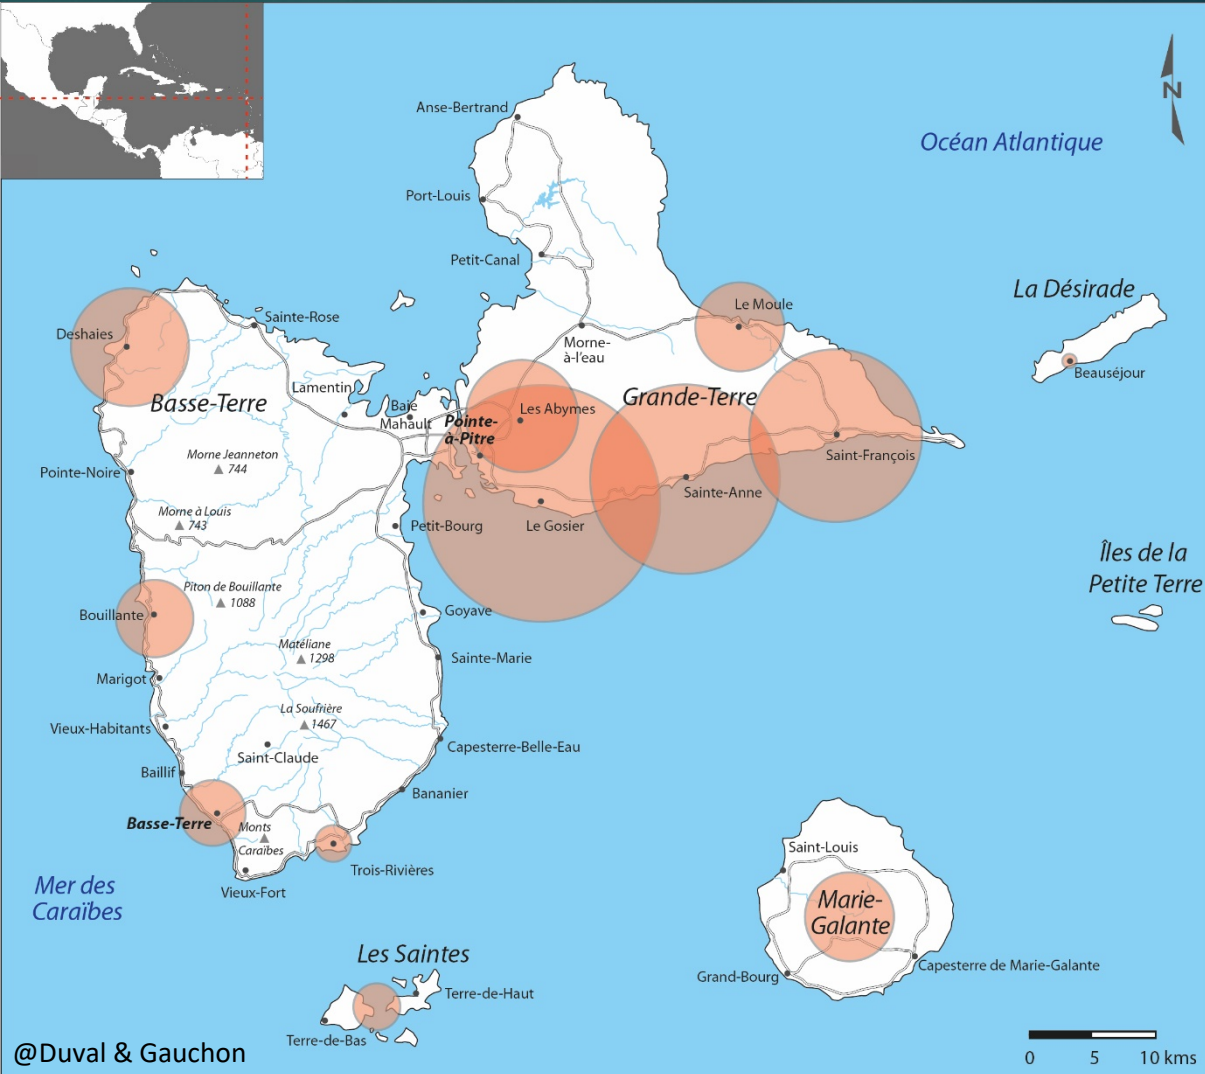 N
Océan Atlantique
Anse-Bertrand
Port-Louis
Petit-Canal
La Désirade
Le Moule
Sainte-Rose
Deshaies
Morne-
à-l'eau
Beauséjour
Lamentin
Basse-Terre
Grande-Terre
Baie
Mahault
Les Abymes
Pointe-
à-Pitre
Morne Jeanneton
744
Saint-François
Pointe-Noire
Sainte-Anne
Morne à Louis
743
Petit-Bourg
Le Gosier
Îles de la
Petite Terre
Piton de Bouillante
1088
Bouillante
Goyave
Matéliane
1298
Sainte-Marie
Marigot
La Soufrière
1467
Vieux-Habitants
Saint-Claude
Capesterre-Belle-Eau
Baillif
Bananier
Basse-Terre
Monts
Caraïbes
Trois-Rivières
Saint-Louis
Vieux-Fort
Mer des
Caraïbes
Marie-
Galante
Les Saintes
Capesterre de Marie-Galante
Grand-Bourg
Terre-de-Haut
Terre-de-Bas
@Duval & Gauchon
0 5 10 kms